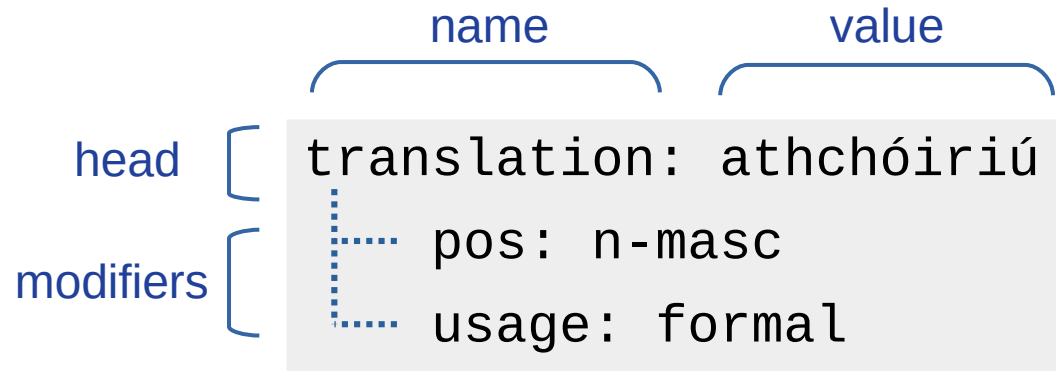 name value
head translation: athchóiriú
pos: n-masc
modifiers
usage: formal